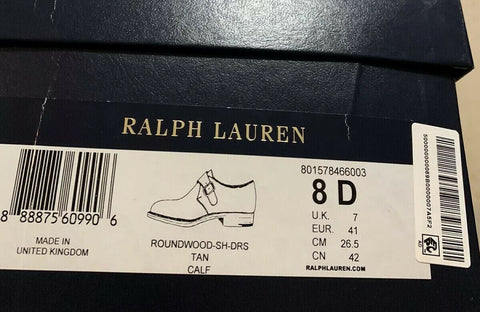 RALPH LAUREN
801578466003
8 D
U.K. 7
EUR. 41
CM 26.5
CN 42
RALPHLAUREN.COM
ROUNDWOOD-SH-DRS
TAN
CALF
8 88875 60990 6
MADE IN
UNITED KINGDOM